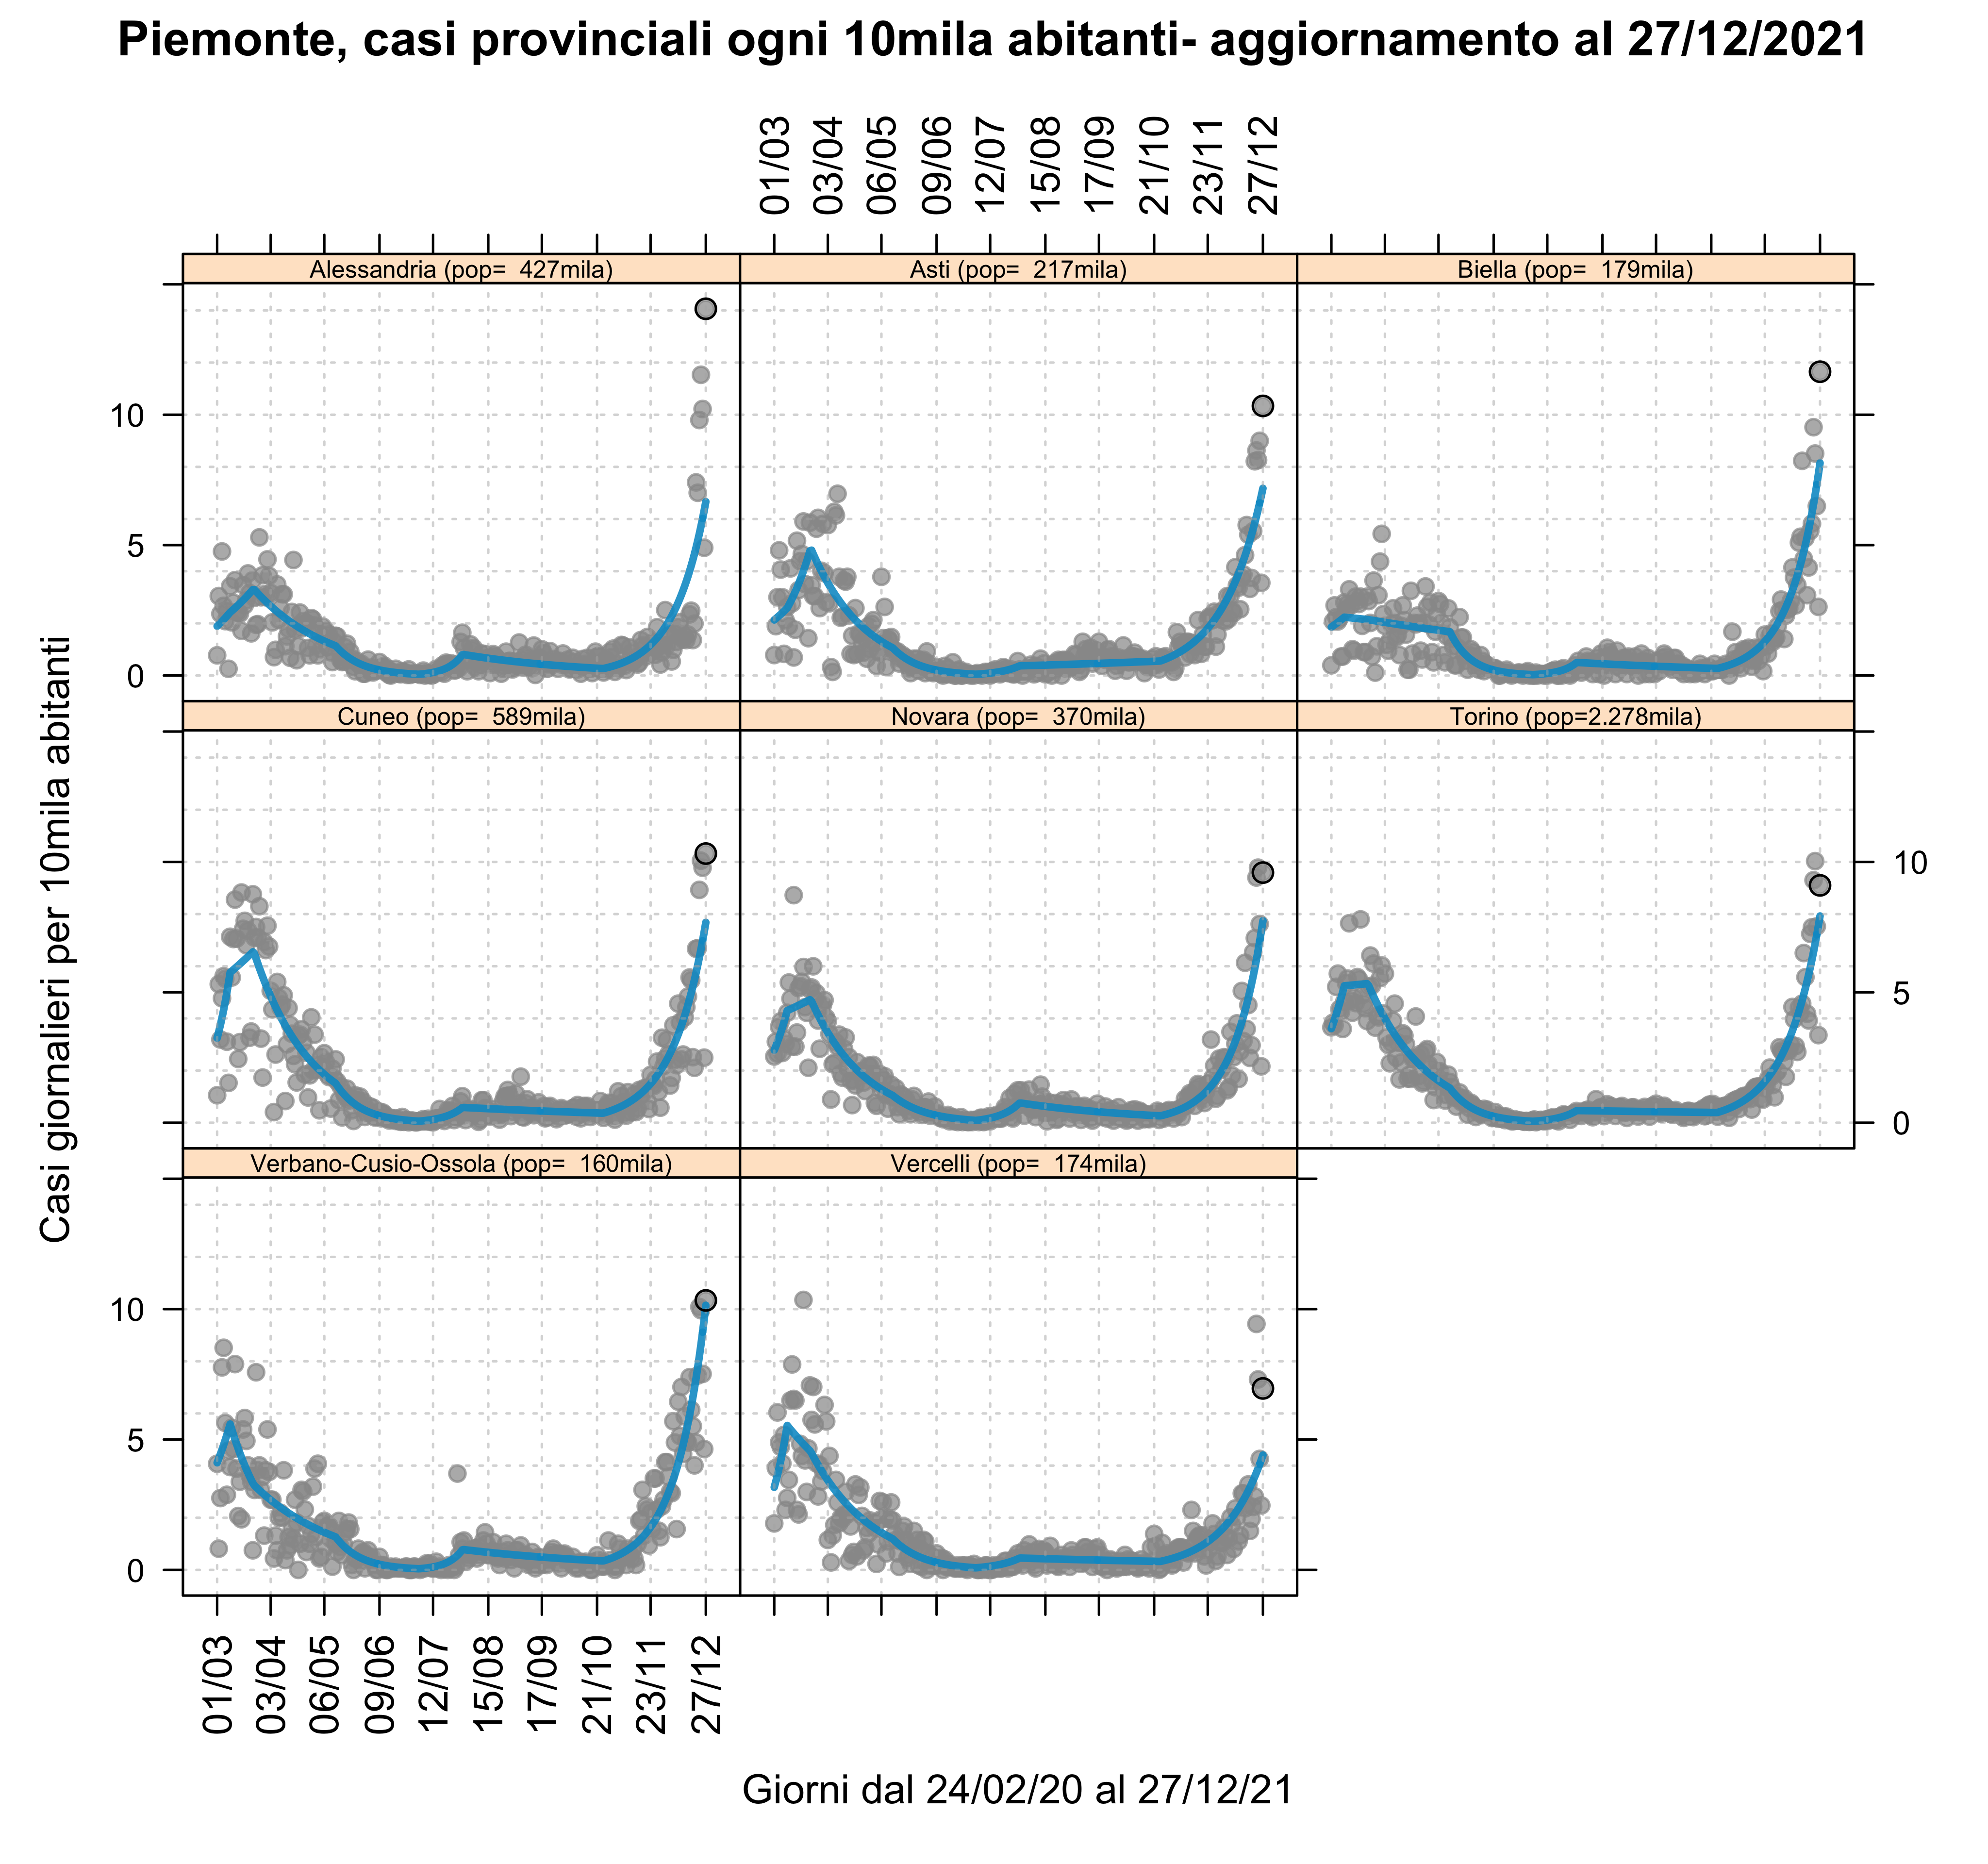 Piemonte, casi provinciali ogni 10mila abitanti- aggiornamento al 27/12/2021
01/03 03/04 06/05 09/06 12/07 15/08 17/09 21/10 23/11 27/12
Alessandria (pop=  427mila)
Asti (pop=  217mila)
Biella (pop=  179mila)
10
5
0
Cuneo (pop=  589mila)
Novara (pop=  370mila)
Torino (pop=2.278mila)
10
5
0
Verbano-Cusio-Ossola (pop=  160mila)
Vercelli (pop=  174mila)
10
5
0
Casi giornalieri per 10mila abitanti
01/03 03/04 06/05 09/06 12/07 15/08 17/09 21/10 23/11 27/12
Giorni dal 24/02/20 al 27/12/21